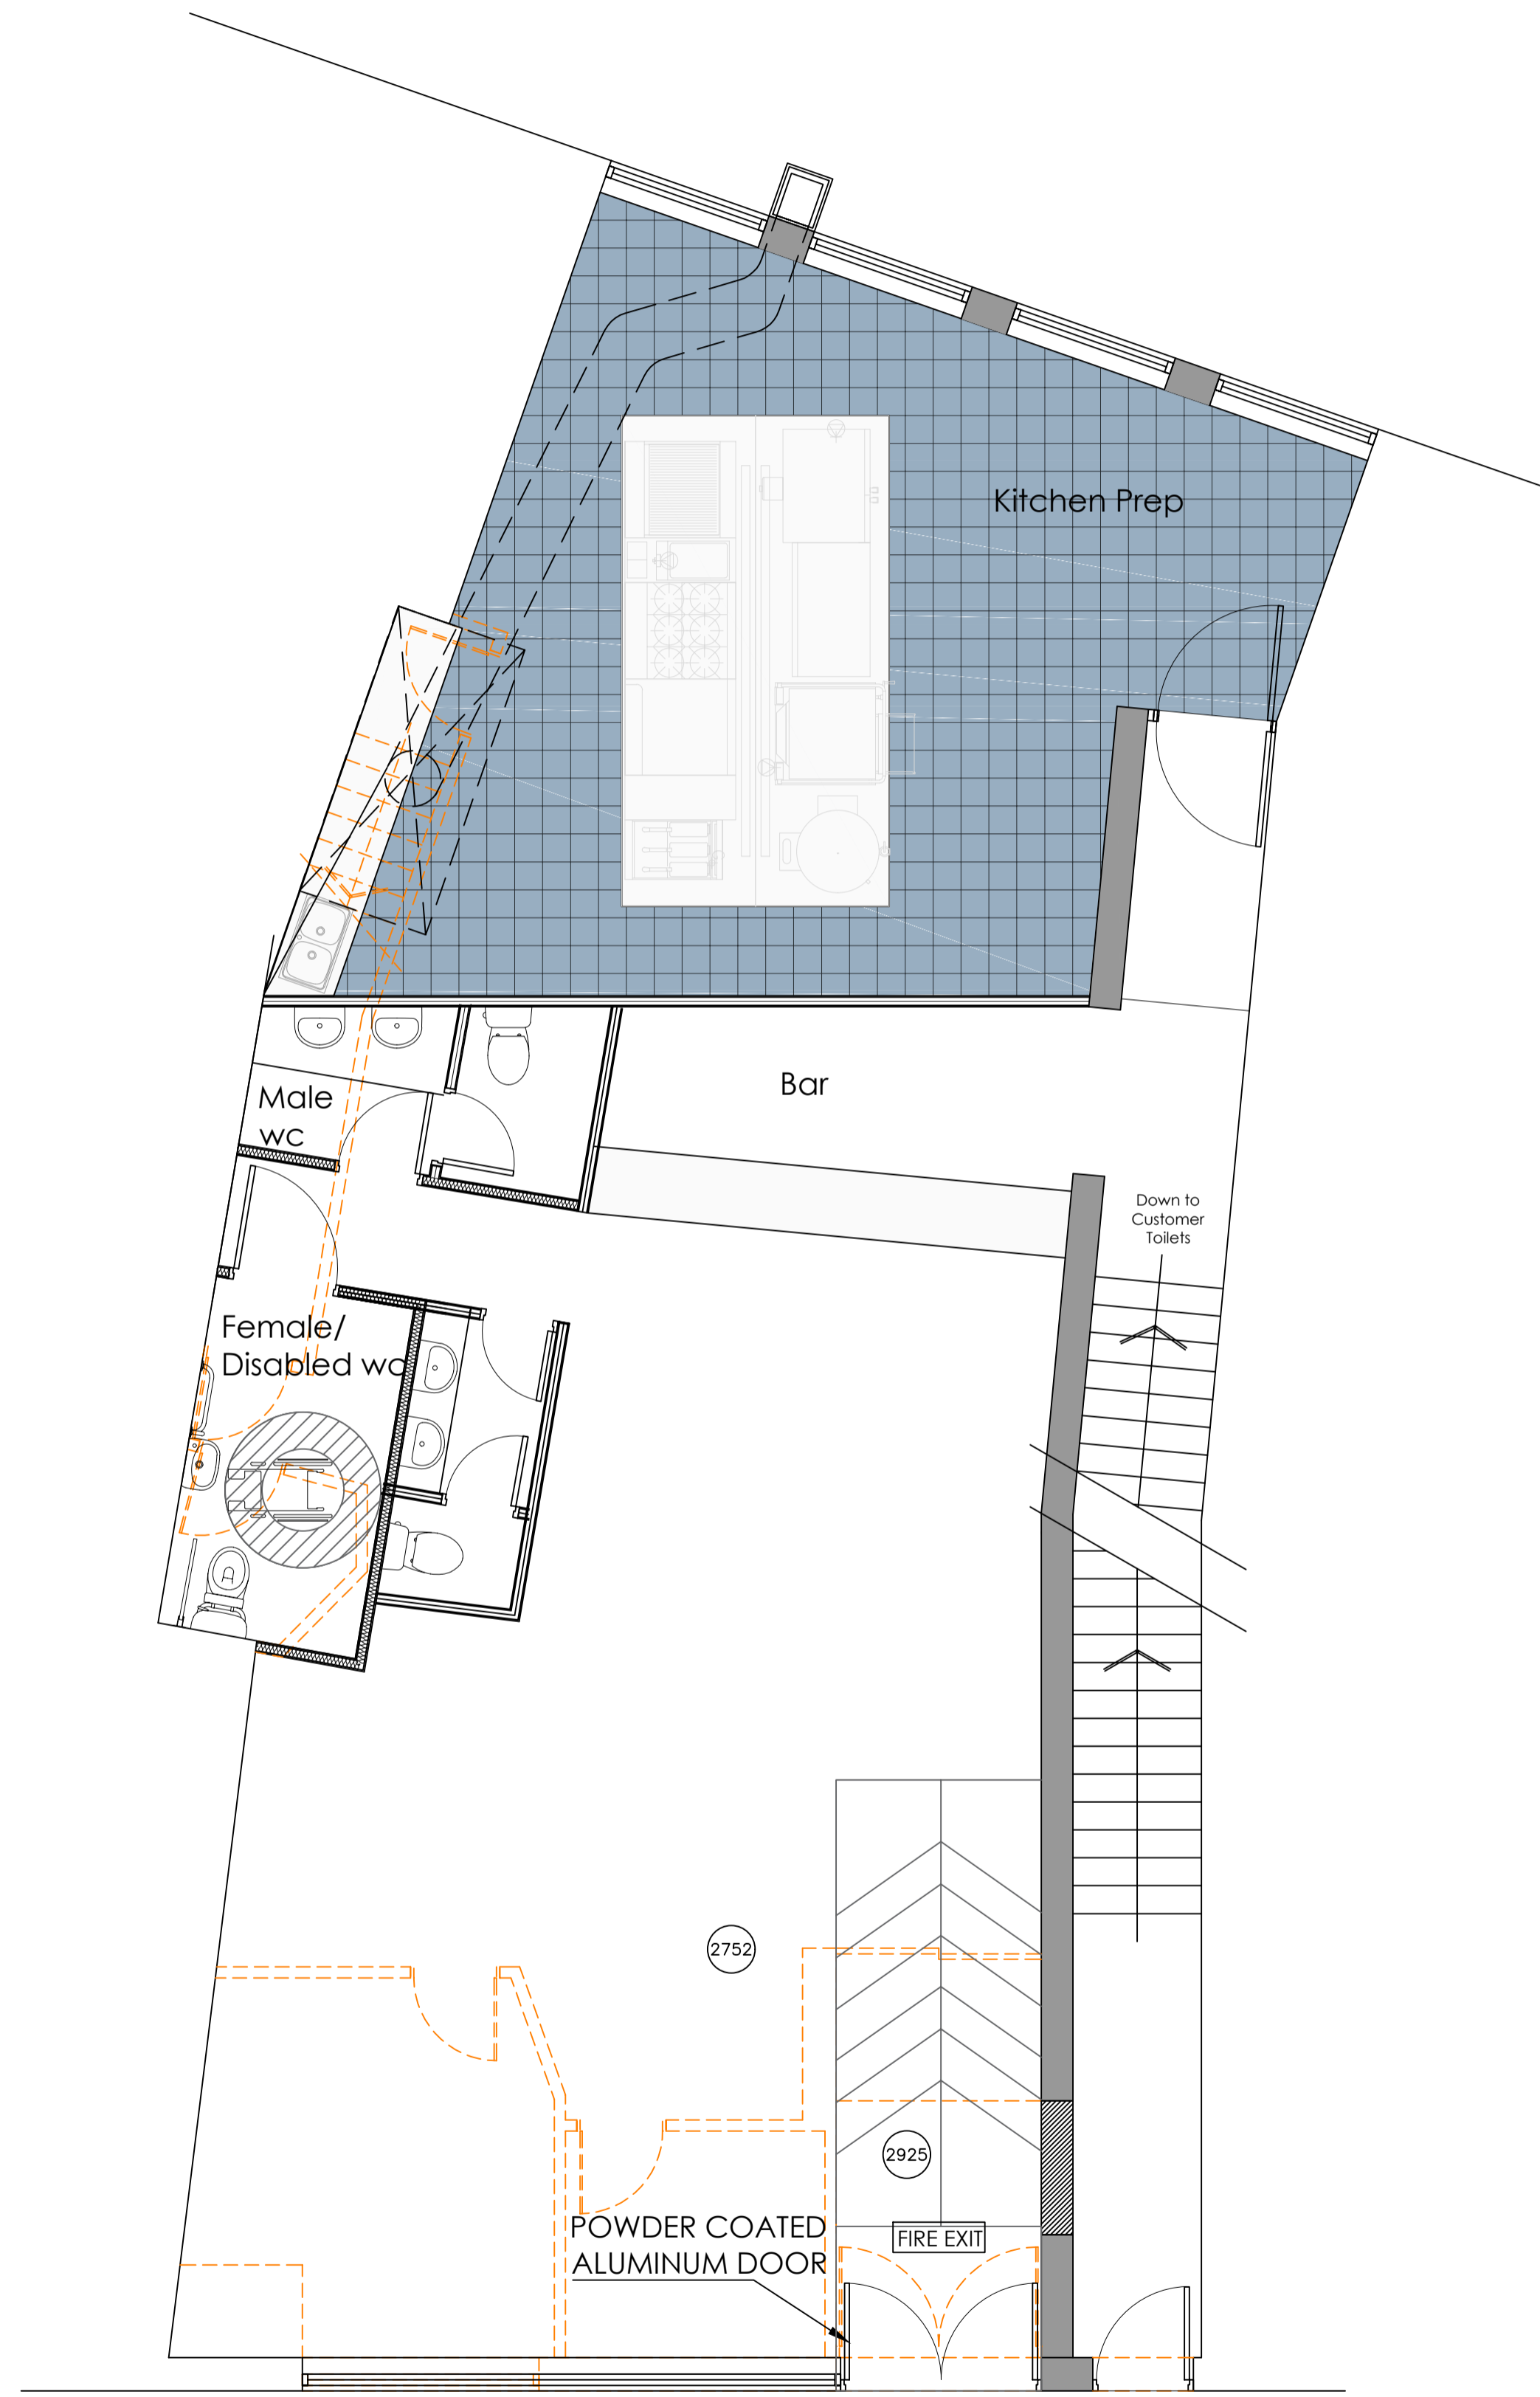 Kitchen Prep
Bar
Male
wc
Down to
Customer
Toilets
Female/
Disabled wc
2752
2925
POWDER COATED
ALUMINUM DOOR
FIRE EXIT